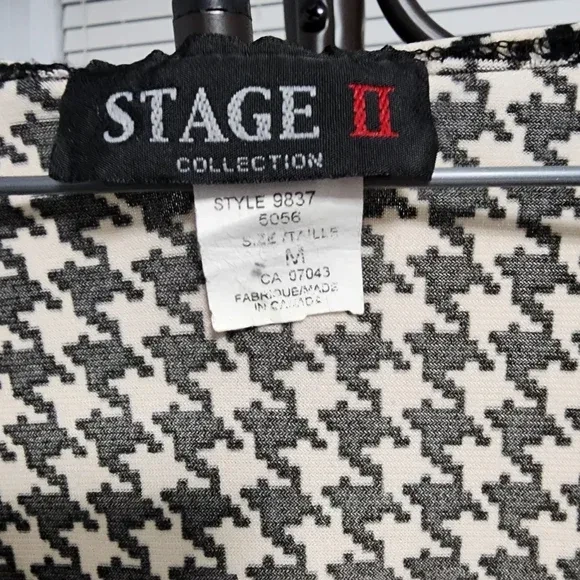 STAGE II
COLLECTION
STYLE 9837
5056
SIZE/TAILLE
M
CA 07043
FABRIQUE/MADE
IN CANADA